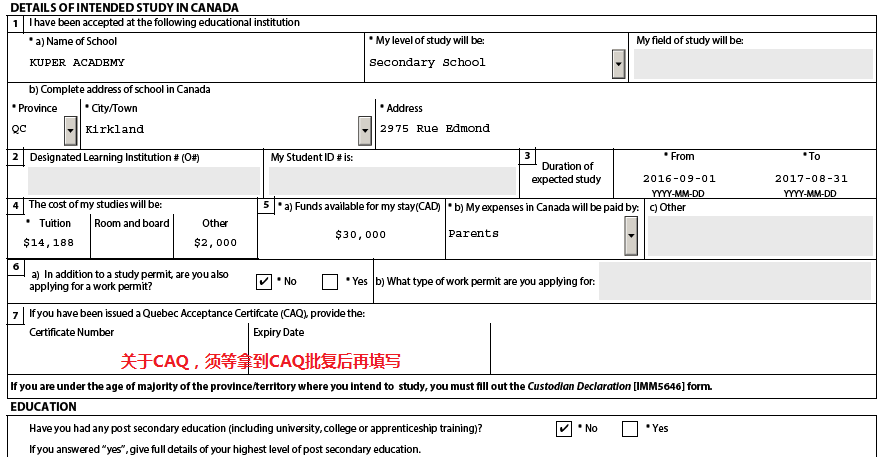 DETAILS OF INTENDED STUDY IN CANADA
1 I have been accepted at the following educational institution
* a) Name of School * My level of study will be: My field of study will be:
KUPER ACADEMY Secondary School
b) Complete address of school in Canada
* Province * City/Town * Address
QC Kirkland 2975 Rue Edmond
2 Designated Learning Institution # (O#) My Student ID # is: 3 Duration of expected study * From * To
2016-09-01 2017-08-31
YYYY-MM-DD YYYY-MM-DD
4 The cost of my studies will be: 5 * a) Funds available for my stay(CAD) * b) My expenses in Canada will be paid by: c) Other
* Tuition Room and board Other
$14,188 $2,000 $30,000 Parents
6 a) In addition to a study permit, are you also applying for a work permit? ✔ * No * Yes b) What type of work permit are you applying for:
7 If you have been issued a Quebec Acceptance Certifcate (CAQ), provide the:
Certificate Number Expiry Date
关于CAQ，须等拿到CAQ批复后再填写
If you are under the age of majority of the province/territory where you intend to study, you must fill out the Custodian Declaration [IMM5646] form.
EDUCATION
Have you had any post secondary education (including university, college or apprenticeship training)? ✔ * No * Yes
If you answered "yes", give full details of your highest level of post secondary education.